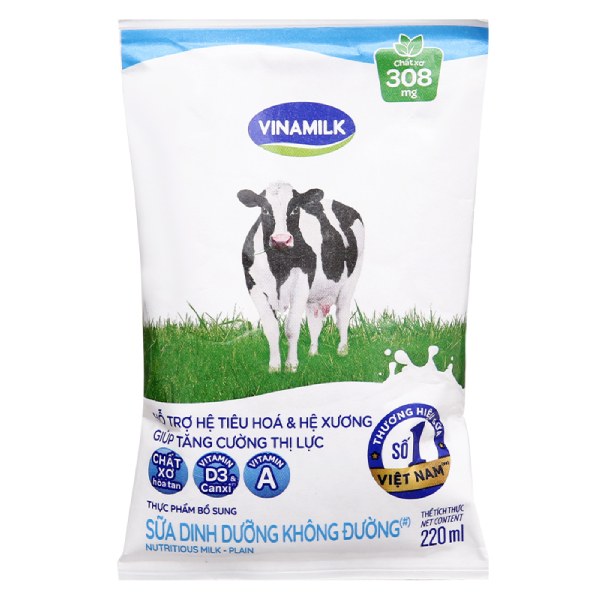 Chất xơ
308
mg
VINAMILK
HỖ TRỢ HỆ TIÊU HOÁ & HỆ XƯƠNG
GIÚP TĂNG CƯỜNG THỊ LỰC
CHẤT
XƠ
hòa tan
VITAMIN
D3 &
Canxi
VITAMIN
A
THƯƠNG HIỆU SỮA
SỐ 1
VIỆT NAM
THỰC PHẨM BỔ SUNG
SỮA DINH DƯỠNG KHÔNG ĐƯỜNG(#)
NUTRITIOUS MILK - PLAIN
THỂ TÍCH THỰC
NET CONTENT
220 ml